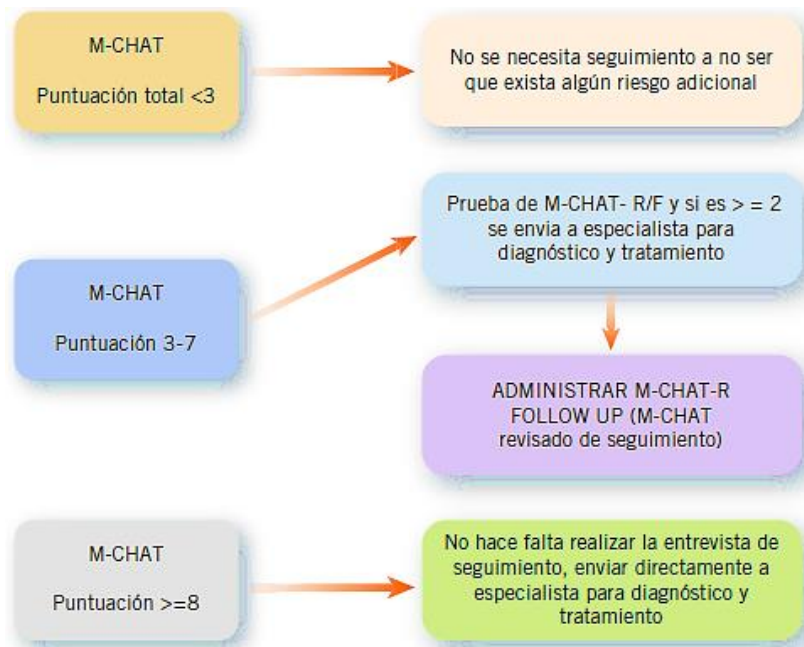 M-CHAT
Puntuación total <3
No se necesita seguimiento a no ser
que exista algún riesgo adicional
Prueba de M-CHAT- R/F y si es > = 2
se envia a especialista para
diagnóstico y tratamiento
M-CHAT
Puntuación 3-7
ADMINISTRAR M-CHAT-R
FOLLOW UP (M-CHAT
revisado de seguimiento)
M-CHAT
Puntuación >=8
No hace falta realizar la entrevista de
seguimiento, enviar directamente a
especialista para diagnóstico y
tratamiento